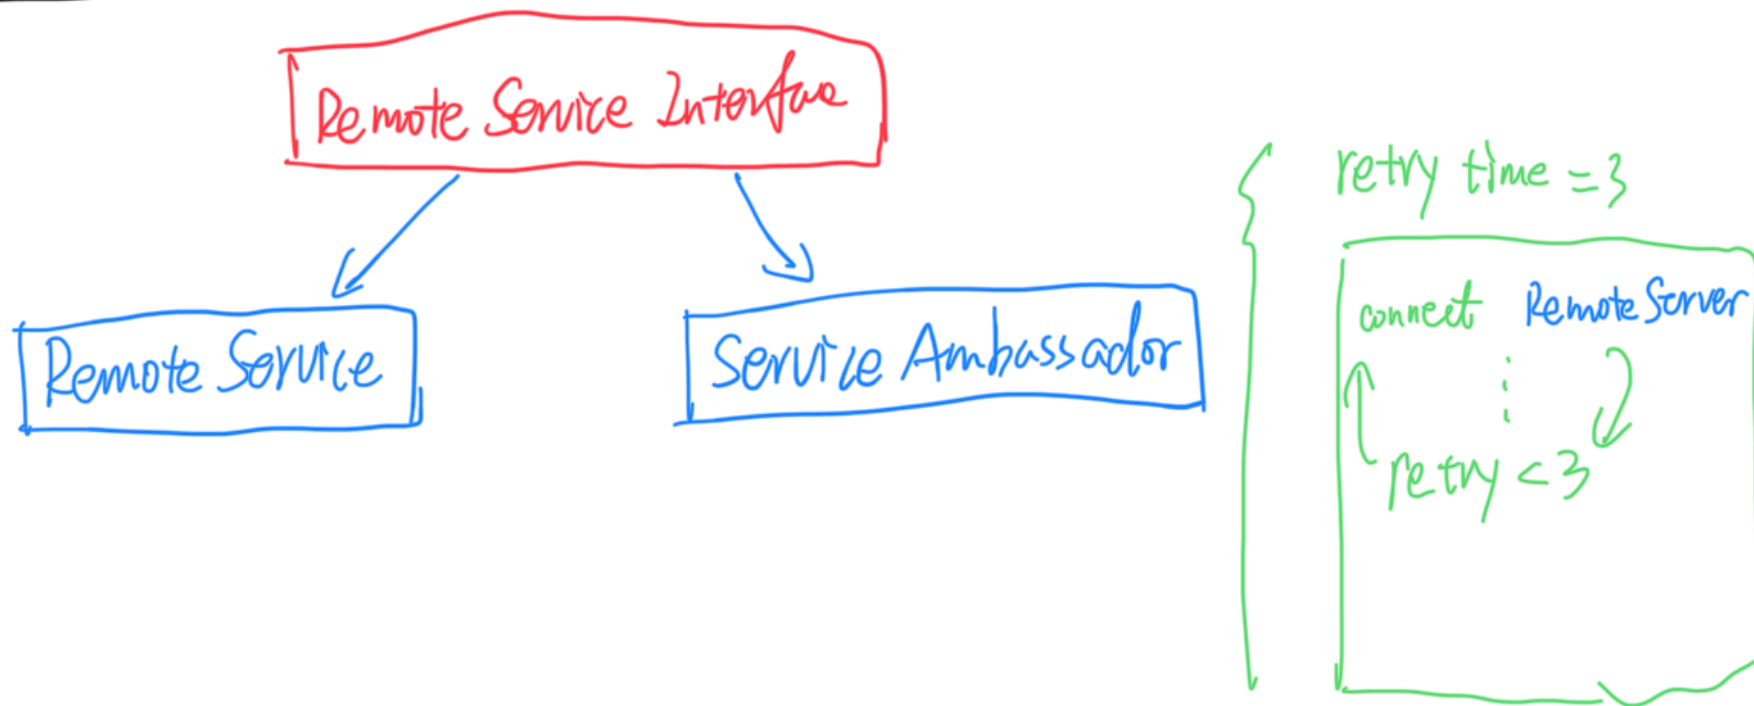 Remote Service Interface
Remote Service
Service Ambassador
retry time = 3
connect Remote Server
retry < 3